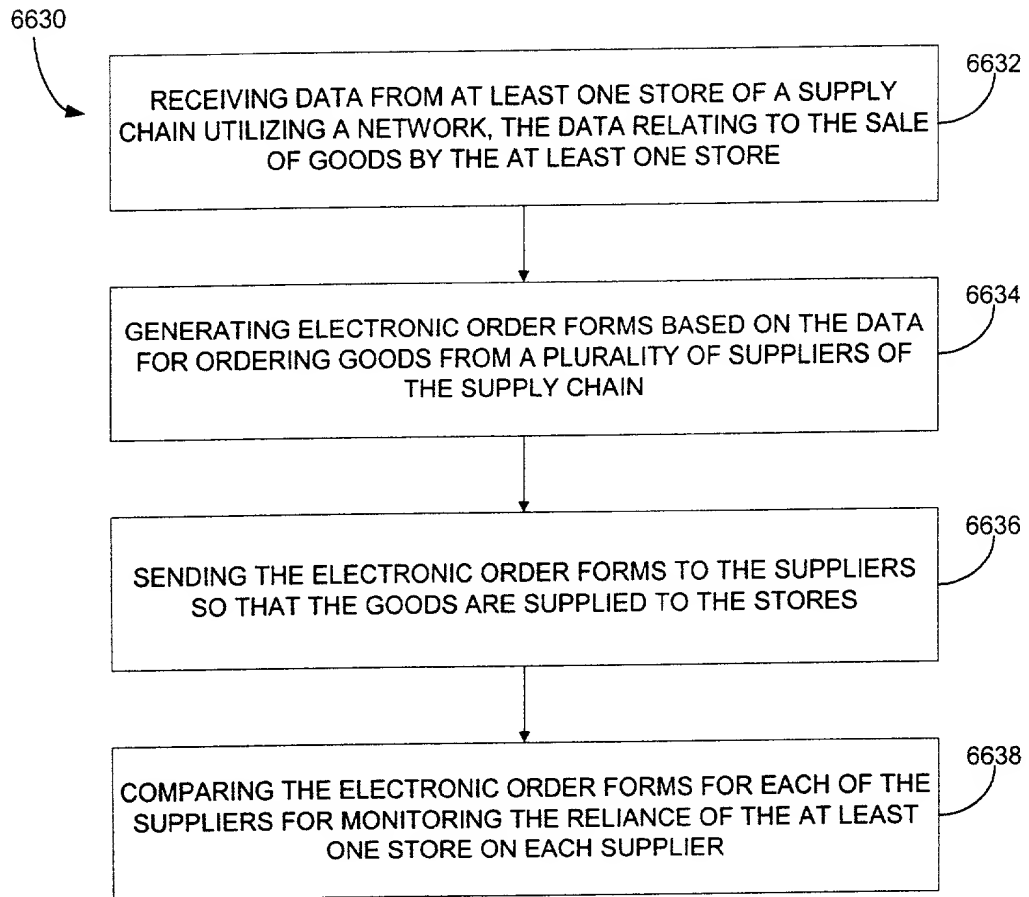 6630
6632
RECEIVING DATA FROM AT LEAST ONE STORE OF A SUPPLY
CHAIN UTILIZING A NETWORK, THE DATA RELATING TO THE SALE
OF GOODS BY THE AT LEAST ONE STORE
6634
GENERATING ELECTRONIC ORDER FORMS BASED ON THE DATA
FOR ORDERING GOODS FROM A PLURALITY OF SUPPLIERS OF
THE SUPPLY CHAIN
6636
SENDING THE ELECTRONIC ORDER FORMS TO THE SUPPLIERS
SO THAT THE GOODS ARE SUPPLIED TO THE STORES
6638
COMPARING THE ELECTRONIC ORDER FORMS FOR EACH OF THE
SUPPLIERS FOR MONITORING THE RELIANCE OF THE AT LEAST
ONE STORE ON EACH SUPPLIER